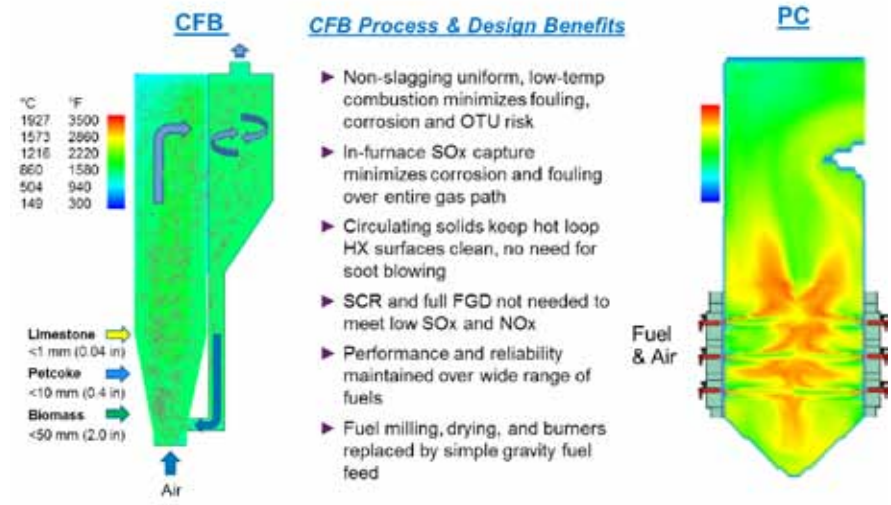 CFB
CFB Process & Design Benefits
PC
°C °F
1927 3500
1573 2860
1216 2220
860 1580
504 940
149 300
► Non-slagging uniform, low-temp
combustion minimizes fouling,
corrosion and OTU risk
► In-furnace SOx capture
minimizes corrosion and fouling
over entire gas path
► Circulating solids keep hot loop
HX surfaces clean, no need for
soot blowing
► SCR and full FGD not needed to
meet low SOx and NOx
► Performance and reliability
maintained over wide range of
fuels
► Fuel milling, drying, and burners
replaced by simple gravity fuel
feed
Limestone
<1 mm (0.04 in)
Petcoke
<10 mm (0.4 in)
Biomass
<50 mm (2.0 in)
Air
Fuel
& Air